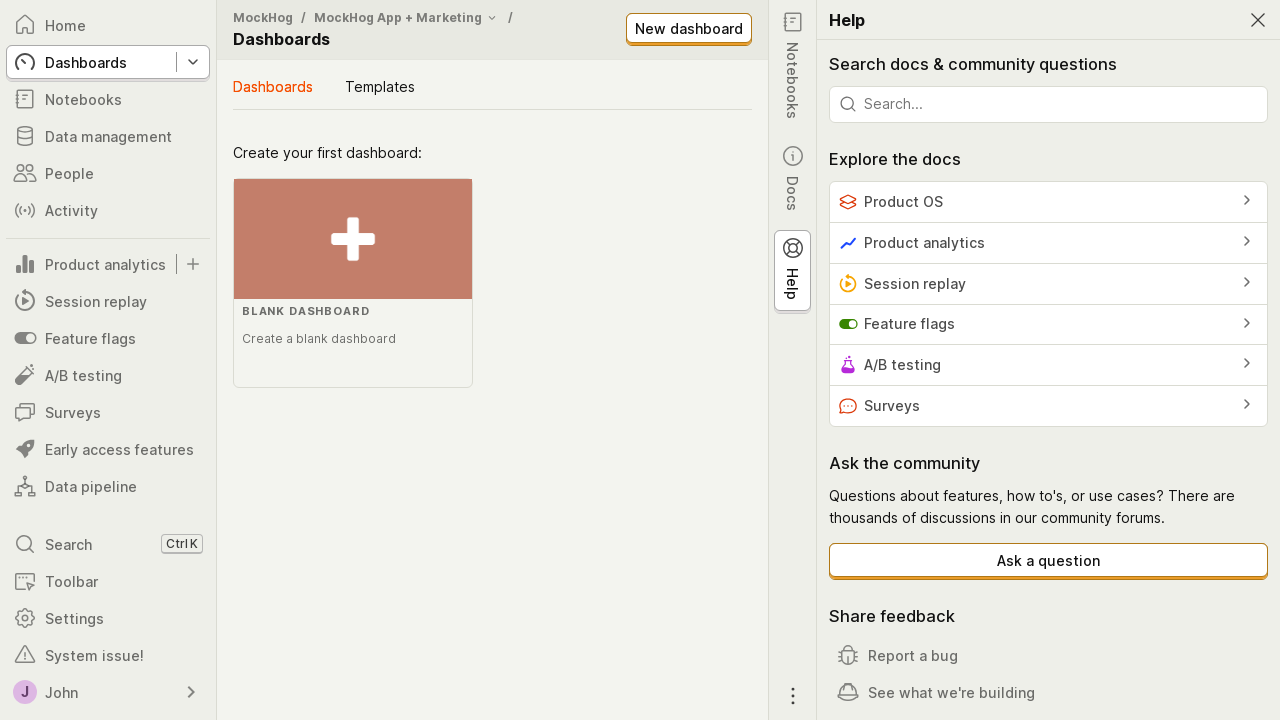 Home
Dashboards
Notebooks
Data management
People
Activity
Product analytics
Session replay
Feature flags
A/B testing
Surveys
Early access features
Data pipeline
Search
Ctrl K
Toolbar
Settings
System issue!
J
John
MockHog / MockHog App + Marketing /
Dashboards
New dashboard
Dashboards
Templates
Create your first dashboard:
BLANK DASHBOARD
Create a blank dashboard
Notebooks
Docs
Help
Help
Search docs & community questions
Search...
Explore the docs
Product OS
Product analytics
Session replay
Feature flags
A/B testing
Surveys
Ask the community
Questions about features, how to's, or use cases? There are
thousands of discussions in our community forums.
Ask a question
Share feedback
Report a bug
See what we're building